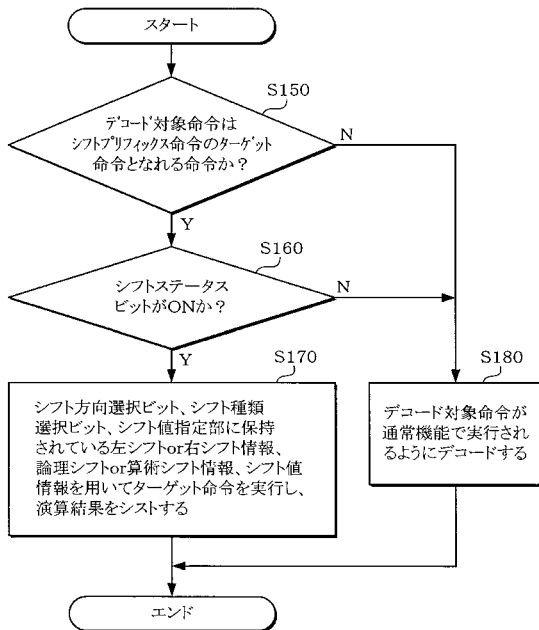 スタート
S150
デコード対象命令は
シフトプリフィックス命令のターゲット
命令となれる命令か？
N
Y
S160
シフトステータス
ビットがONか？
N
Y
S170
シフト方向選択ビット、シフト種類
選択ビット、シフト値指定部に保持
されている左シフトor右シフト情報、
論理シフトor算術シフト情報、シフト値
情報を用いてターゲット命令を実行し、
演算結果をシストする
S180
デコード対象命令が
通常機能で実行され
るようにデコードする
エンド